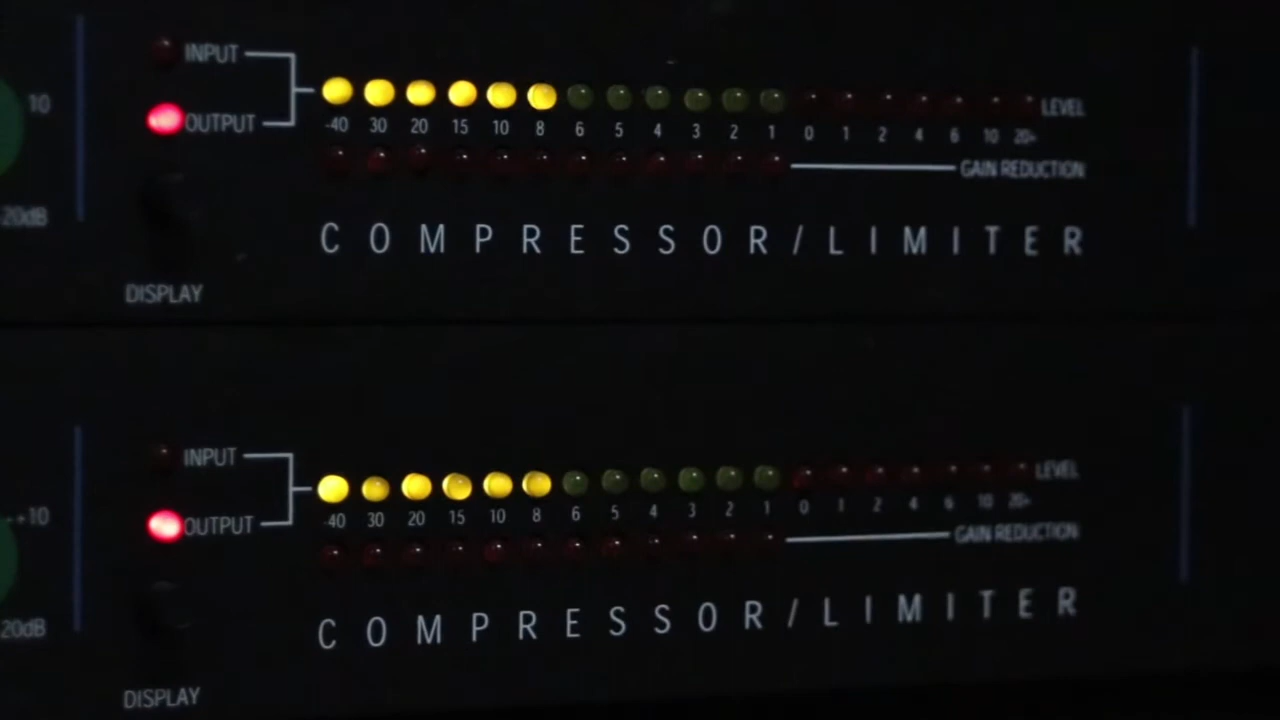 INPUT
10
LEVEL
OUTPUT
-40 30 20 15 10 8 6 5 4 3 2 1 0 1 2 4 6 10 20+
GAIN REDUCTION
20dB
COMPRESSOR/LIMITER
DISPLAY
INPUT
LEVEL
-40 30 20 15 10 8 6 5 4 3 2 1 0 1 2 4 6 10 20+
+10
OUTPUT
GAIN REDUCTION
20dB
COMPRESSOR/LIMITER
DISPLAY